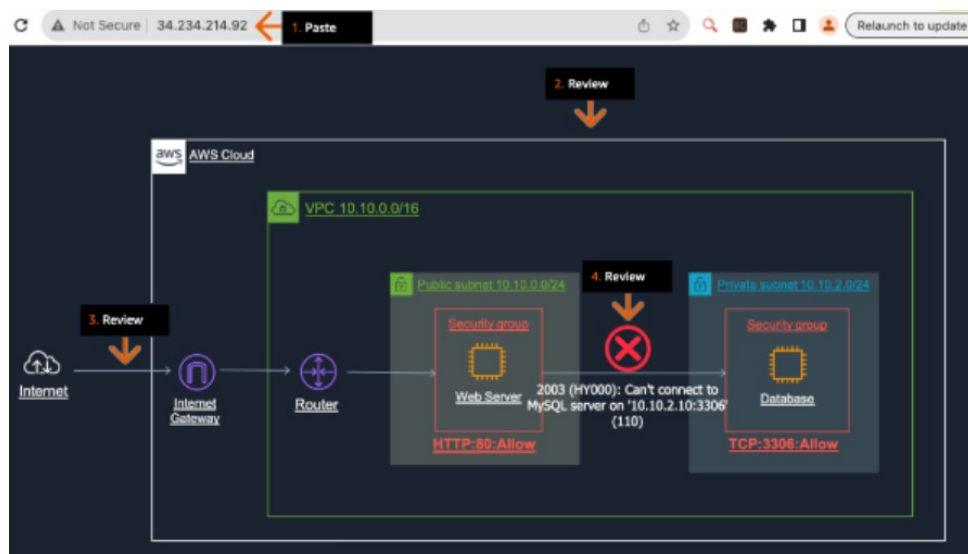 Not Secure | 34.234.214.92
1. Paste
Relaunch to update
2. Review
aws
AWS Cloud
VPC 10.10.0.0/16
Public subnet 10.10.0.0/24
4. Review
Private subnet 10.10.2.0/24
3. Review
Security group
Security group
Internet
Internet
Gateway
Router
Web Server
2003 (HY000): Can't connect to
MySQL server on '10.10.2.10:3306'
(110)
Database
HTTP:80:Allow
TCP:3306:Allow